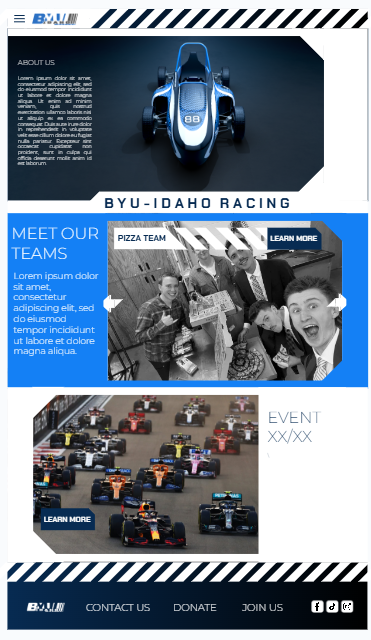 BYU
ABOUT US
Lorem ipsum dolor sit amet,
consectetur adipiscing elit, sed
do eiusmod tempor incididunt
ut labore et dolore magna
aliqua. Ut enim ad minim
veniam, quis nostrud
exercitation ullamco laboris nisi
ut aliquip ex ea commodo
consequat. Duis aute irure dolor
in reprehenderit in voluptate
velit esse cillum dolore eu fugiat
nulla pariatur. Excepteur sint
occaecat cupidatat non
proident, sunt in culpa qui
officia deserunt mollit anim id
est laborum.
88
BYU-IDAHO RACING
MEET OUR
TEAMS
Lorem ipsum dolor
sit amet,
consectetur
adipiscing elit, sed
do eiusmod
tempor incididunt
ut labore et dolore
magna aliqua.
PIZZA TEAM
LEARN MORE
EVENT
XX/XX
LEARN MORE
BYU
CONTACT US
DONATE
JOIN US